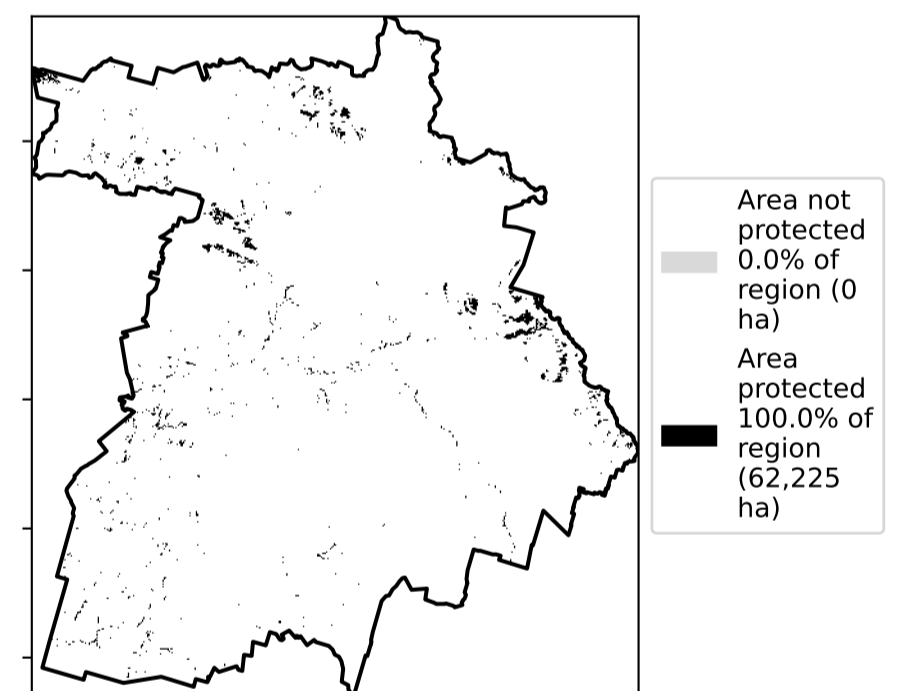 Area not
protected
0.0% of
region (0
ha)
Area
protected
100.0% of
region
(62,225
ha)